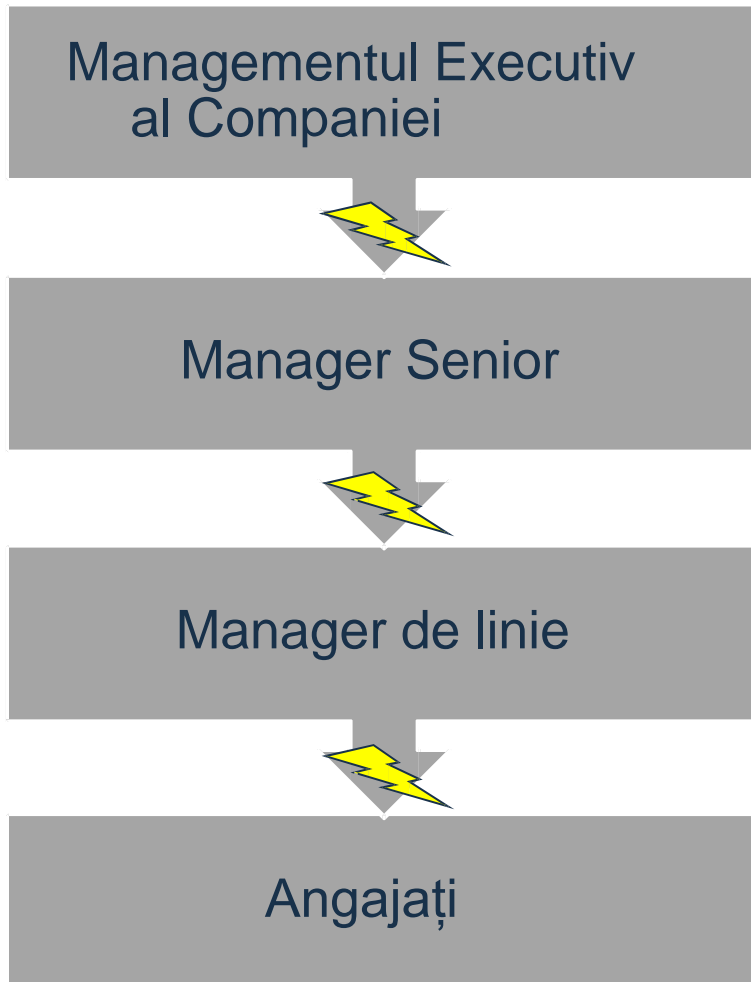 Managementul Executiv
al Companiei
Manager Senior
Manager de linie
Angajați